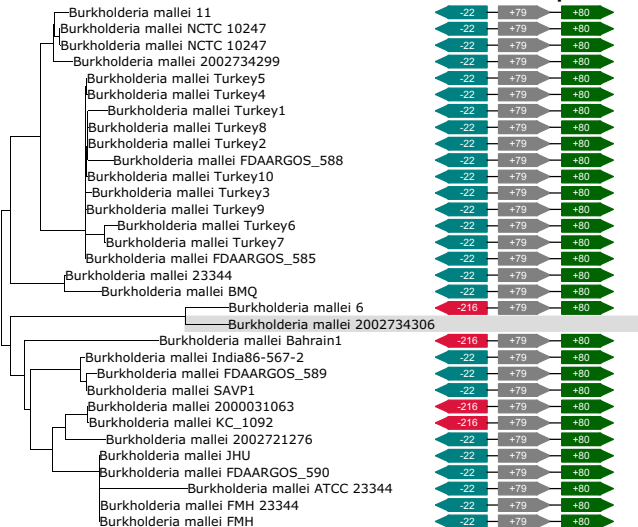 Burkholderia mallei 11 -22 +79 +80
Burkholderia mallei NCTC 10247 -22 +79 +80
Burkholderia mallei NCTC 10247 -22 +79 +80
Burkholderia mallei 2002734299 -22 +79 +80
Burkholderia mallei Turkey5 -22 +79 +80
Burkholderia mallei Turkey4 -22 +79 +80
Burkholderia mallei Turkey1 -22 +79 +80
Burkholderia mallei Turkey8 -22 +79 +80
Burkholderia mallei Turkey2 -22 +79 +80
Burkholderia mallei FDAARGOS_588 -22 +79 +80
Burkholderia mallei Turkey10 -22 +79 +80
Burkholderia mallei Turkey3 -22 +79 +80
Burkholderia mallei Turkey9 -22 +79 +80
Burkholderia mallei Turkey6 -22 +79 +80
Burkholderia mallei Turkey7 -22 +79 +80
Burkholderia mallei FDAARGOS_585 -22 +79 +80
Burkholderia mallei 23344 -22 +79 +80
Burkholderia mallei BMQ -22 +79 +80
Burkholderia mallei 6 -216 +79 +80
Burkholderia mallei 2002734306
Burkholderia mallei Bahrain1 -216 +79 +80
Burkholderia mallei India86-567-2 -22 +79 +80
Burkholderia mallei FDAARGOS_589 -22 +79 +80
Burkholderia mallei SAVP1 -22 +79 +80
Burkholderia mallei 2000031063 -216 +79 +80
Burkholderia mallei KC_1092 -216 +79 +80
Burkholderia mallei 2002721276 -22 +79 +80
Burkholderia mallei JHU -22 +79 +80
Burkholderia mallei FDAARGOS_590 -22 +79 +80
Burkholderia mallei ATCC 23344 -22 +79 +80
Burkholderia mallei FMH 23344 -22 +79 +80
Burkholderia mallei FMH -22 +79 +80